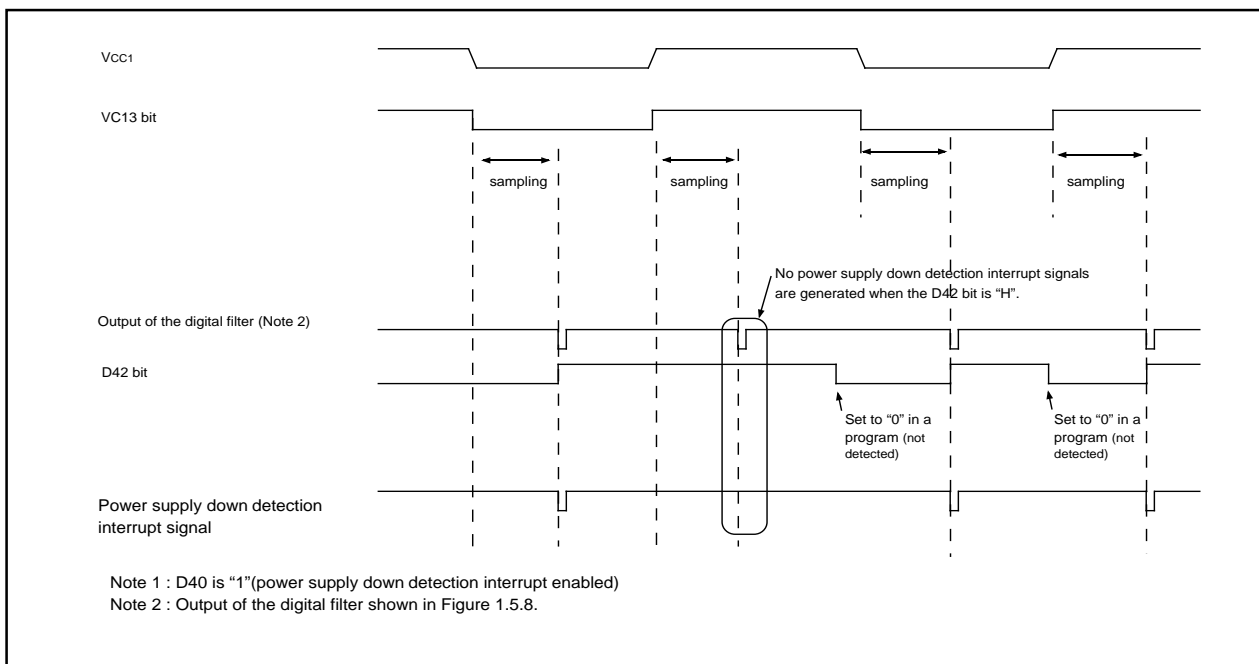 VCC1
VC13 bit
sampling
sampling
sampling
sampling
No power supply down detection interrupt signals
are generated when the D42 bit is “H”.
Output of the digital filter (Note 2)
D42 bit
Set to “0” in a
program (not
detected)
Set to “0” in a
program (not
detected)
Power supply down detection
interrupt signal
Note 1 : D40 is “1”(power supply down detection interrupt enabled)
Note 2 : Output of the digital filter shown in Figure 1.5.8.